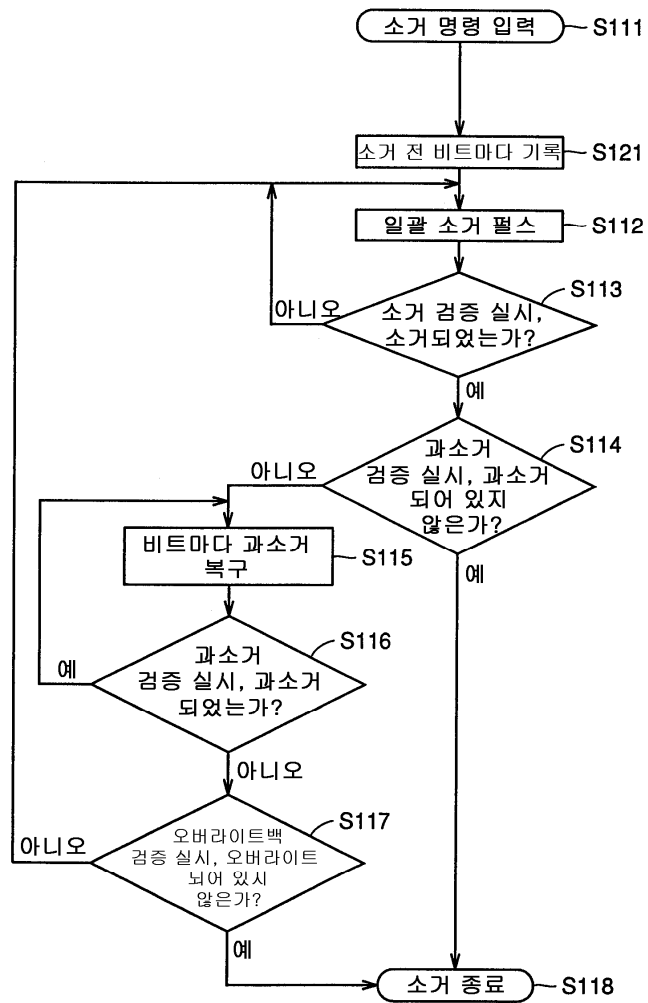 소거 명령 입력 S111
소거 전 비트마다 기록 S121
일괄 소거 펄스 S112
S113
소거 검증 실시,
소거되었는가?
아니오
예
S114
과소거
검증 실시, 과소거
되어 있지
않은가?
아니오
예
비트마다 과소거
복구
S115
S116
과소거
검증 실시, 과소거
되었는가?
예
아니오
S117
오버라이트백
검증 실시, 오버라이트
뇌어 있시
않은가?
아니오
예
소거 종료 S118